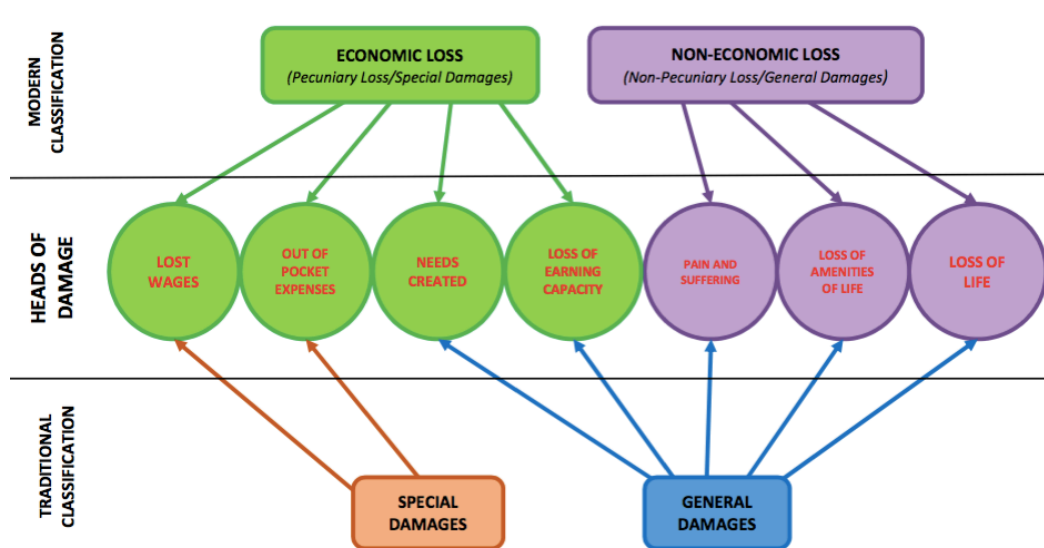 MODERN
CLASSIFICATION
ECONOMIC LOSS
(Pecuniary Loss/Special Damages)
NON-ECONOMIC LOSS
(Non-Pecuniary Loss/General Damages)
HEADS OF
DAMAGE
LOST
WAGES
OUT OF
POCKET
EXPENSES
NEEDS
CREATED
LOSS OF
EARNING
CAPACITY
PAIN AND
SUFFERING
LOSS OF
AMENITIES
OF LIFE
LOSS OF
LIFE
TRADITIONAL
CLASSIFICATION
SPECIAL
DAMAGES
GENERAL
DAMAGES